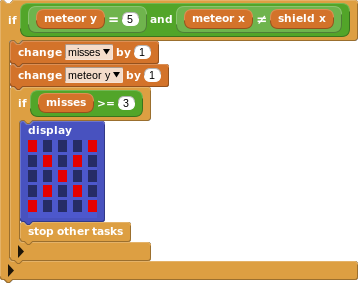 if meteor y = 5 and meteor x ≠ shield x
change misses by 1
change meteor y by 1
if misses >= 3
display
stop other tasks